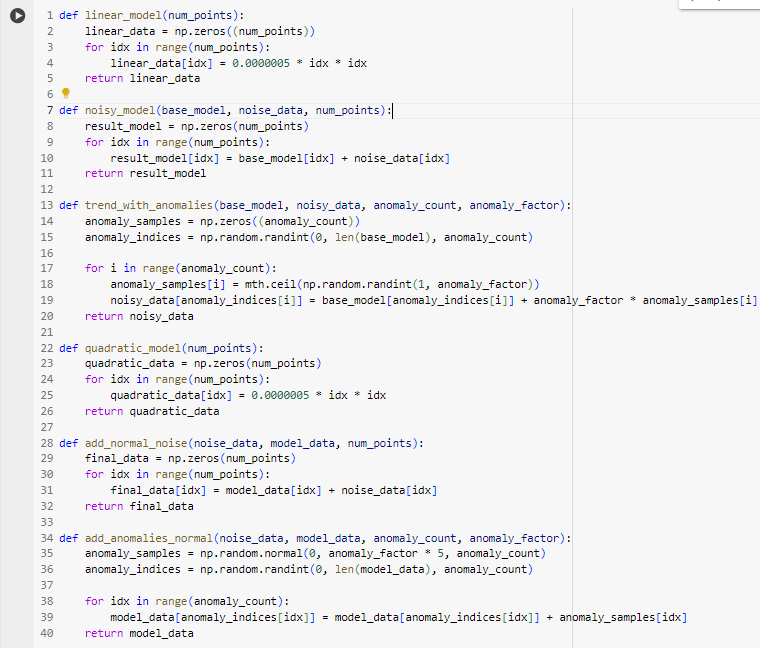 1 def linear_model(num_points):
2     linear_data = np.zeros((num_points))
3     for idx in range(num_points):
4         linear_data[idx] = 0.0000005 * idx * idx
5     return linear_data
6
7 def noisy_model(base_model, noise_data, num_points):
8     result_model = np.zeros(num_points)
9     for idx in range(num_points):
10         result_model[idx] = base_model[idx] + noise_data[idx]
11     return result_model
12
13 def trend_with_anomalies(base_model, noisy_data, anomaly_count, anomaly_factor):
14     anomaly_samples = np.zeros((anomaly_count))
15     anomaly_indices = np.random.randint(0, len(base_model), anomaly_count)
16
17     for i in range(anomaly_count):
18         anomaly_samples[i] = mth.ceil(np.random.randint(1, anomaly_factor))
19         noisy_data[anomaly_indices[i]] = base_model[anomaly_indices[i]] + anomaly_factor * anomaly_samples[i]
20     return noisy_data
21
22 def quadratic_model(num_points):
23     quadratic_data = np.zeros(num_points)
24     for idx in range(num_points):
25         quadratic_data[idx] = 0.0000005 * idx * idx
26     return quadratic_data
27
28 def add_normal_noise(noise_data, model_data, num_points):
29     final_data = np.zeros(num_points)
30     for idx in range(num_points):
31         final_data[idx] = model_data[idx] + noise_data[idx]
32     return final_data
33
34 def add_anomalies_normal(noise_data, model_data, anomaly_count, anomaly_factor):
35     anomaly_samples = np.random.normal(0, anomaly_factor * 5, anomaly_count)
36     anomaly_indices = np.random.randint(0, len(model_data), anomaly_count)
37
38     for idx in range(anomaly_count):
39         model_data[anomaly_indices[idx]] = model_data[anomaly_indices[idx]] + anomaly_samples[idx]
40     return model_data